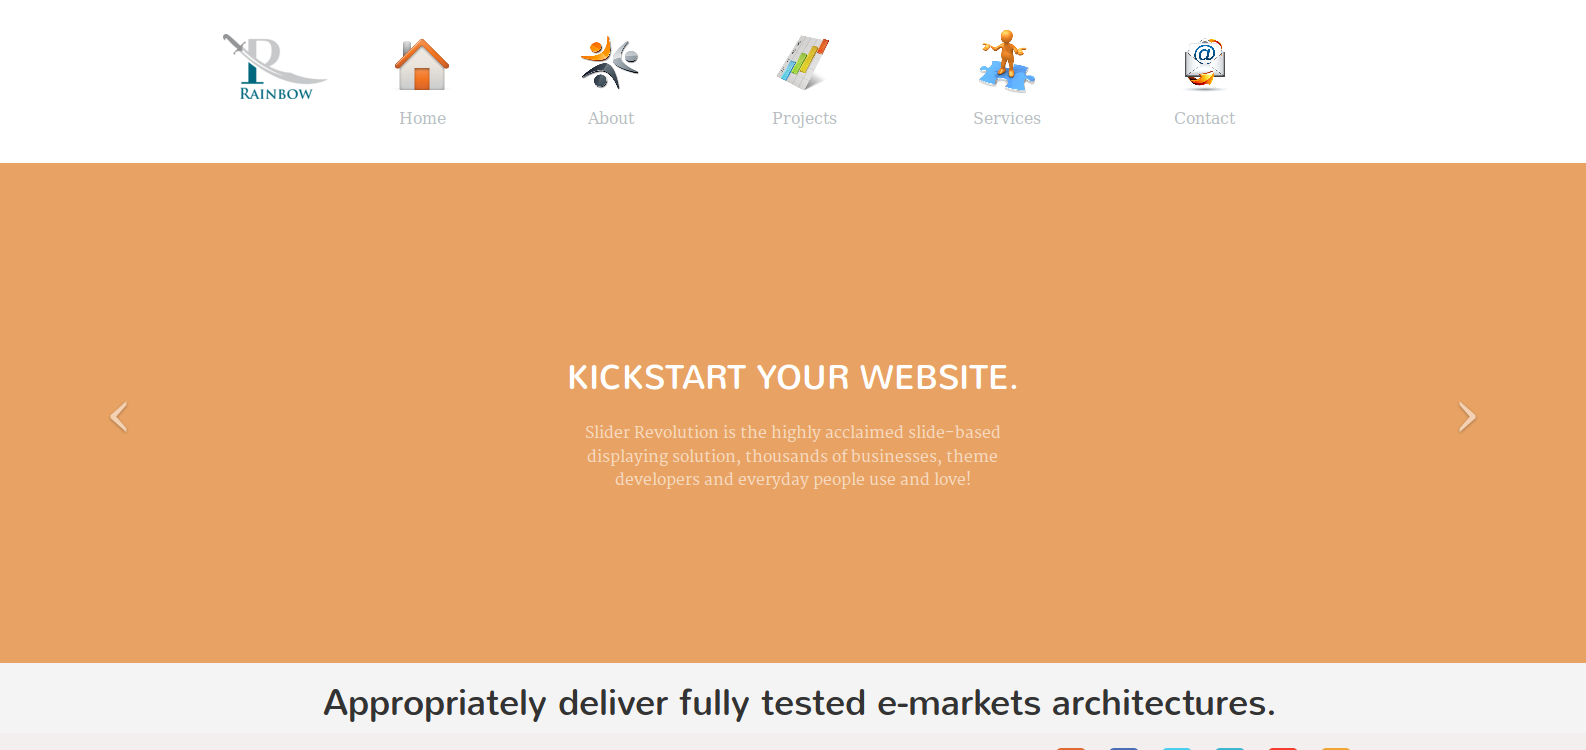 RAINBOW
Home
About
Projects
Services
Contact
KICKSTART YOUR WEBSITE.
Slider Revolution is the highly acclaimed slide-based
displaying solution, thousands of businesses, theme
developers and everyday people use and love!
Appropriately deliver fully tested e-markets architectures.